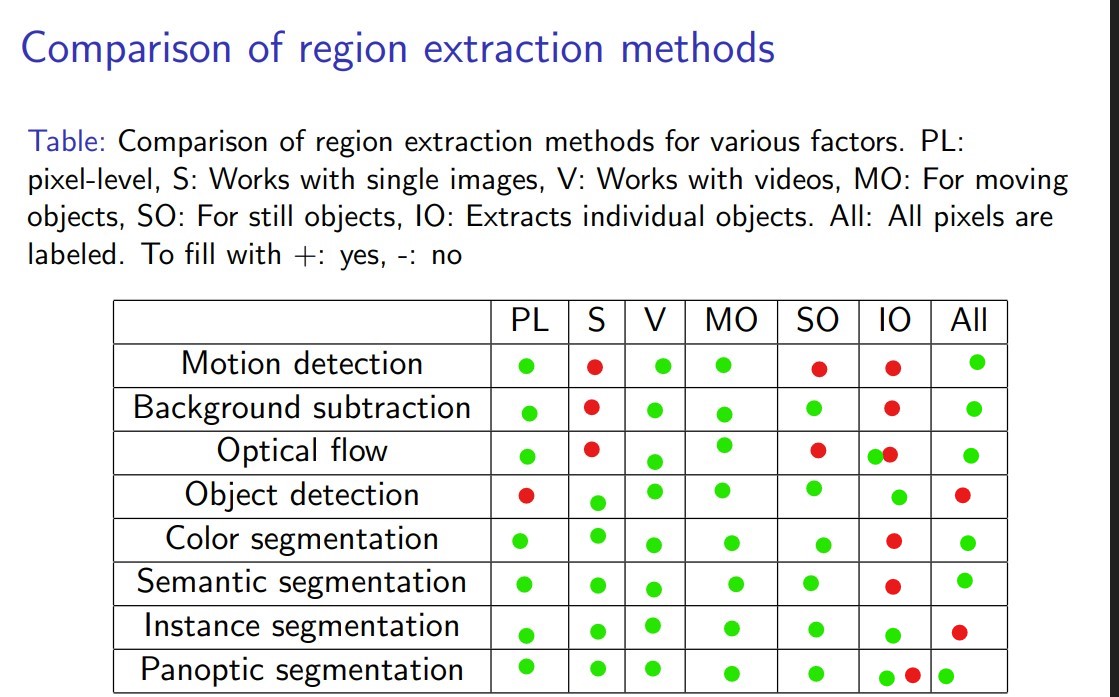 Comparison of region extraction methods
Table: Comparison of region extraction methods for various factors. PL:
pixel-level, S: Works with single images, V: Works with videos, MO: For moving
objects, SO: For still objects, IO: Extracts individual objects. All: All pixels are
labeled. To fill with +: yes, -: no
PL S V MO SO IO All
Motion detection
Background subtraction
Optical flow
Object detection
Color segmentation
Semantic segmentation
Instance segmentation
Panoptic segmentation